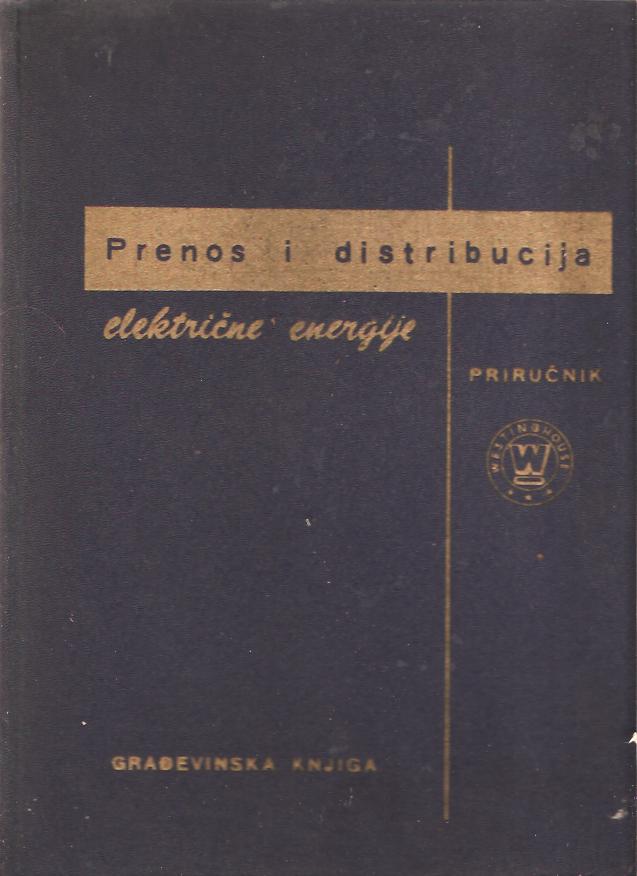 Prenos i distribucija
električne energije
PRIRUČNIK
WESTINGHOUSE
W
GRAĐEVINSKA KNJIGA